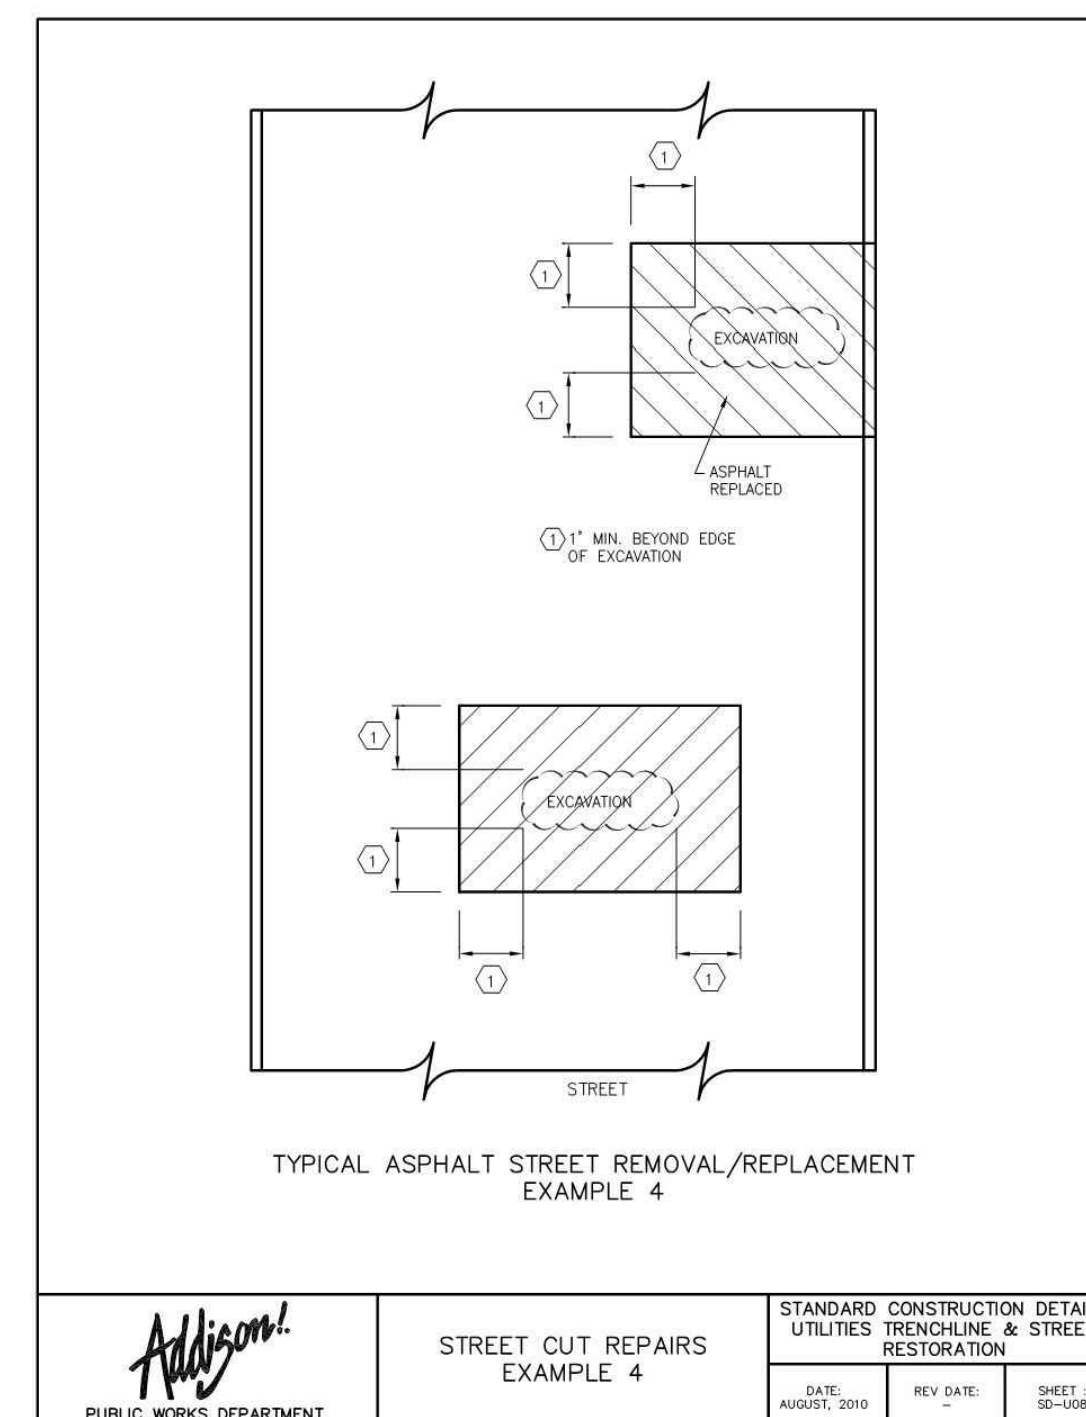 1
1
EXCAVATION
1
ASPHALT
REPLACED
1 1' MIN. BEYOND EDGE
OF EXCAVATION
1
EXCAVATION
1
1
1
STREET
TYPICAL ASPHALT STREET REMOVAL/REPLACEMENT
EXAMPLE 4
Addison!
PUBLIC WORKS DEPARTMENT
STREET CUT REPAIRS
EXAMPLE 4
STANDARD CONSTRUCTION
UTILITIES TRENCHLINE &
RESTORATION
DATE:
AUGUST, 2010
REV DATE:
-
SHEET
SD-U08